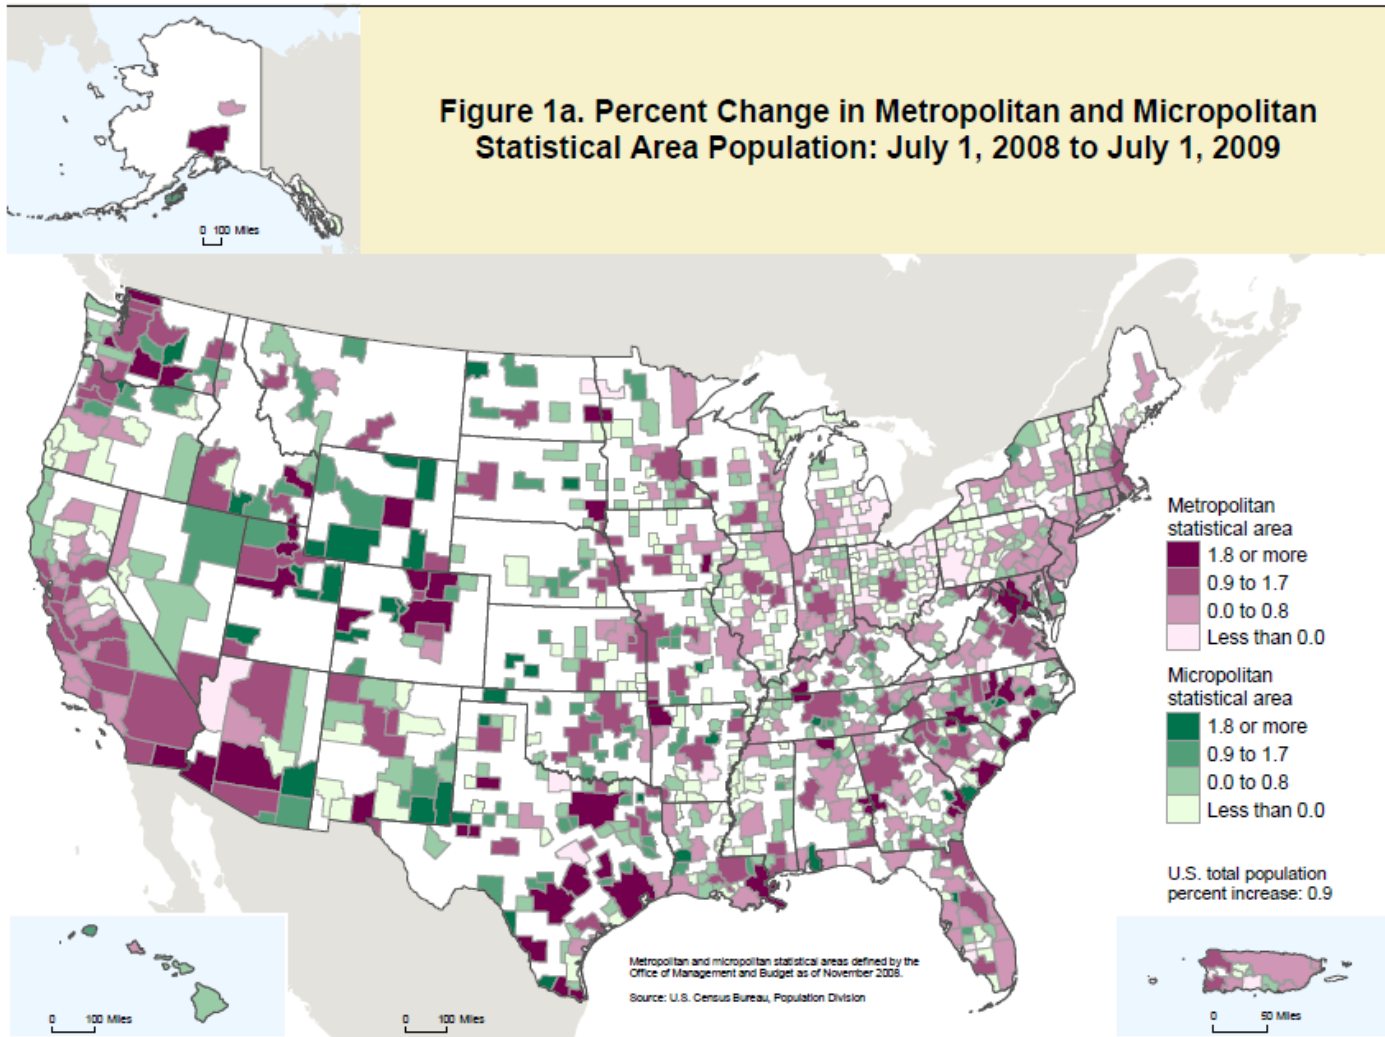 Figure 1a. Percent Change in Metropolitan and Micropolitan
Statistical Area Population: July 1, 2008 to July 1, 2009
0 100 Miles
Metropolitan
statistical area
1.8 or more
0.9 to 1.7
0.0 to 0.8
Less than 0.0
Micropolitan
statistical area
1.8 or more
0.9 to 1.7
0.0 to 0.8
Less than 0.0
U.S. total population
percent increase: 0.9
Metropolitan and micropolitan statistical areas defined by the
Office of Management and Budget as of November 2008.
Source: U.S. Census Bureau, Population Division
0 100 Miles
0 100 Miles
0 50 Miles